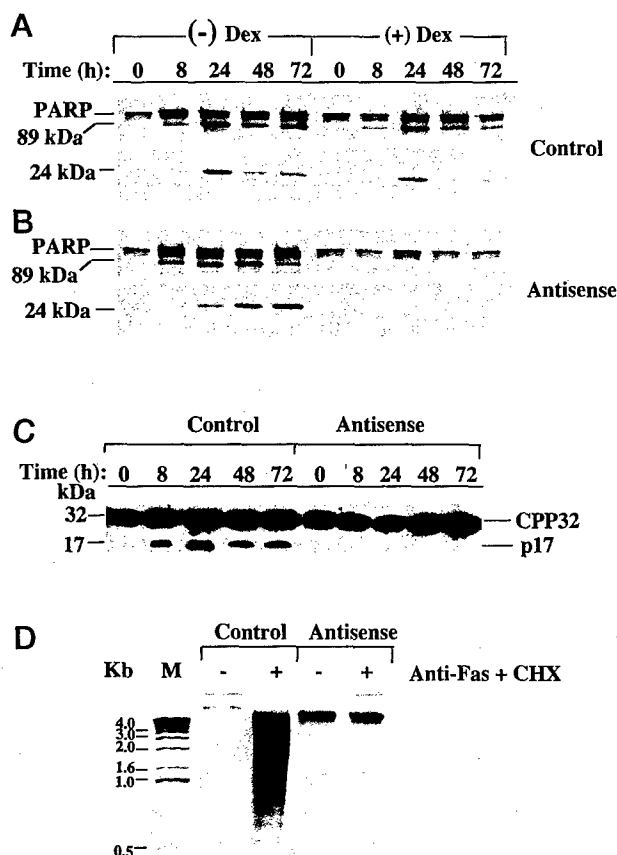 A
(-) Dex (+) Dex
Time (h): 0 8 24 48 72 0 8 24 48 72
PARP
89 kDa
24 kDa
Control
B
PARP
89 kDa
24 kDa
Antisense
C
Control Antisense
Time (h): 0 8 24 48 72 0 8 24 48 72
kDa
32 CPP32
17 p17
D
Control Antisense
Kb M - + - + Anti-Fas + CHX
4.0
3.0
2.0
1.6
1.0
0.5